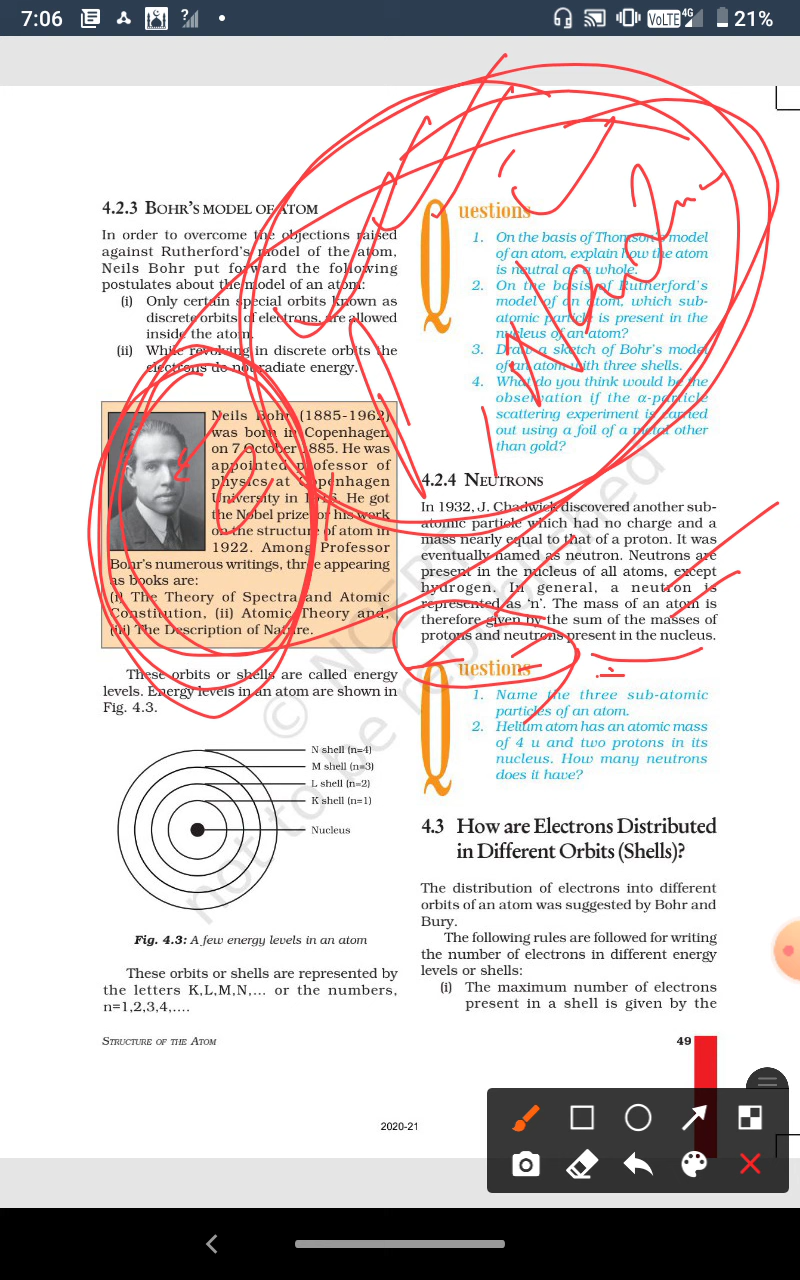 7:06
VoLTE 4G 21%
4.2.3 BOHR'S MODEL OF ATOM
In order to overcome the objections raised
against Rutherford's model of the atom,
Neils Bohr put forward the following
postulates about the model of an atom:
(i) Only certain special orbits known as
discrete orbits of electrons, are allowed
inside the atom.
(ii) While revolving in discrete orbits the
electrons do not radiate energy.
Neils Bohr (1885-1962)
was born in Copenhagen
on 7 October 1885. He was
appointed professor of
physics at Copenhagen
University in 1916. He got
the Nobel prize for his work
on the structure of atom in
1922. Among Professor
Bohr's numerous writings, three appearing
as books are:
(i) The Theory of Spectra and Atomic
Constitution, (ii) Atomic Theory and,
(iii) The Description of Nature.
These orbits or shells are called energy
levels. Energy levels in an atom are shown in
Fig. 4.3.
N shell (n=4)
M shell (n=3)
L shell (n=2)
K shell (n=1)
Nucleus
Fig. 4.3: A few energy levels in an atom
These orbits or shells are represented by
the letters K,L,M,N,... or the numbers,
n=1,2,3,4,....
Questions
1. On the basis of Thomson's model
of an atom, explain how the atom
is neutral as a whole.
2. On the basis of Rutherford's
model of an atom, which sub-
atomic particle is present in the
nucleus of an atom?
3. Draw a sketch of Bohr's model
of an atom with three shells.
4. What do you think would be the
observation if the α-particle
scattering experiment is carried
out using a foil of a metal other
than gold?
4.2.4 NEUTRONS
In 1932, J. Chadwick discovered another sub-
atomic particle which had no charge and a
mass nearly equal to that of a proton. It was
eventually named as neutron. Neutrons are
present in the nucleus of all atoms, except
hydrogen. In general, a neutron is
represented as 'n'. The mass of an atom is
therefore given by the sum of the masses of
protons and neutrons present in the nucleus.
Questions
1. Name the three sub-atomic
particles of an atom.
2. Helium atom has an atomic mass
of 4 u and two protons in its
nucleus. How many neutrons
does it have?
4.3 How are Electrons Distributed
in Different Orbits (Shells)?
The distribution of electrons into different
orbits of an atom was suggested by Bohr and
Bury.
The following rules are followed for writing
the number of electrons in different energy
levels or shells:
(i) The maximum number of electrons
present in a shell is given by the
© NCERT
not to be republished
STRUCTURE OF THE ATOM
49
2020-21